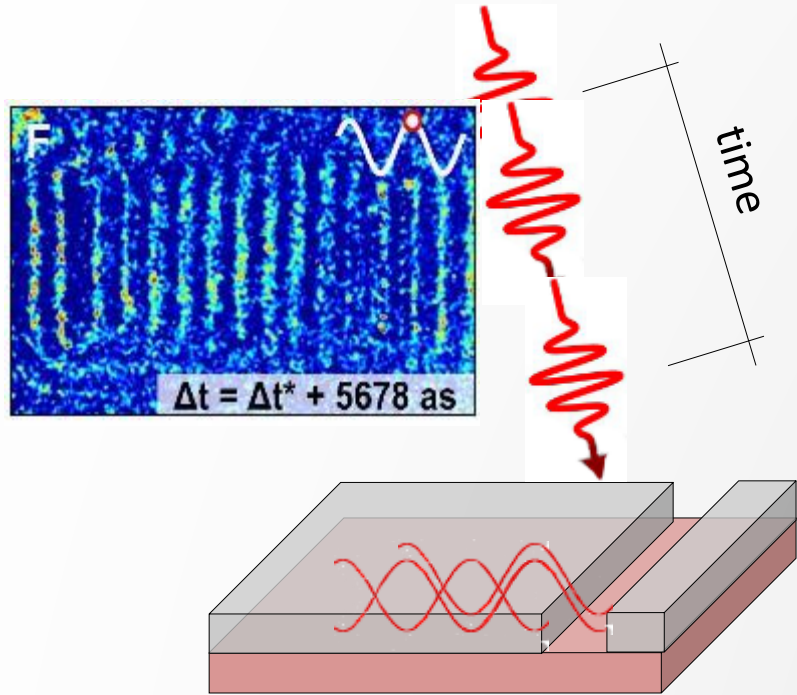 F
Δt = Δt* + 5678 as
time